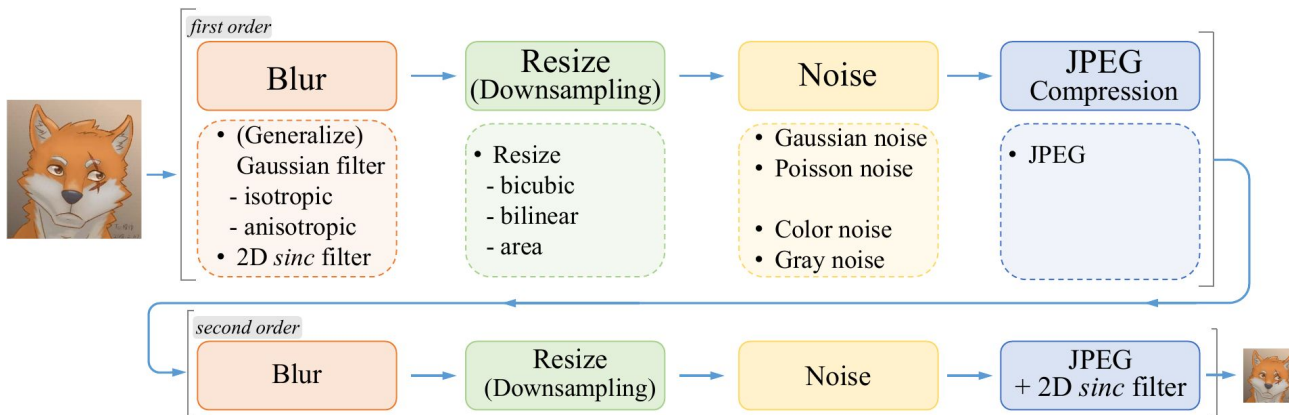 first order
Blur
Resize
(Downsampling)
Noise
JPEG
Compression
• (Generalize)
Gaussian filter
- isotropic
- anisotropic
• 2D sinc filter
• Resize
- bicubic
- bilinear
- area
• Gaussian noise
• Poisson noise
• Color noise
• Gray noise
• JPEG
second order
Blur
Resize
(Downsampling)
Noise
JPEG
+ 2D sinc filter